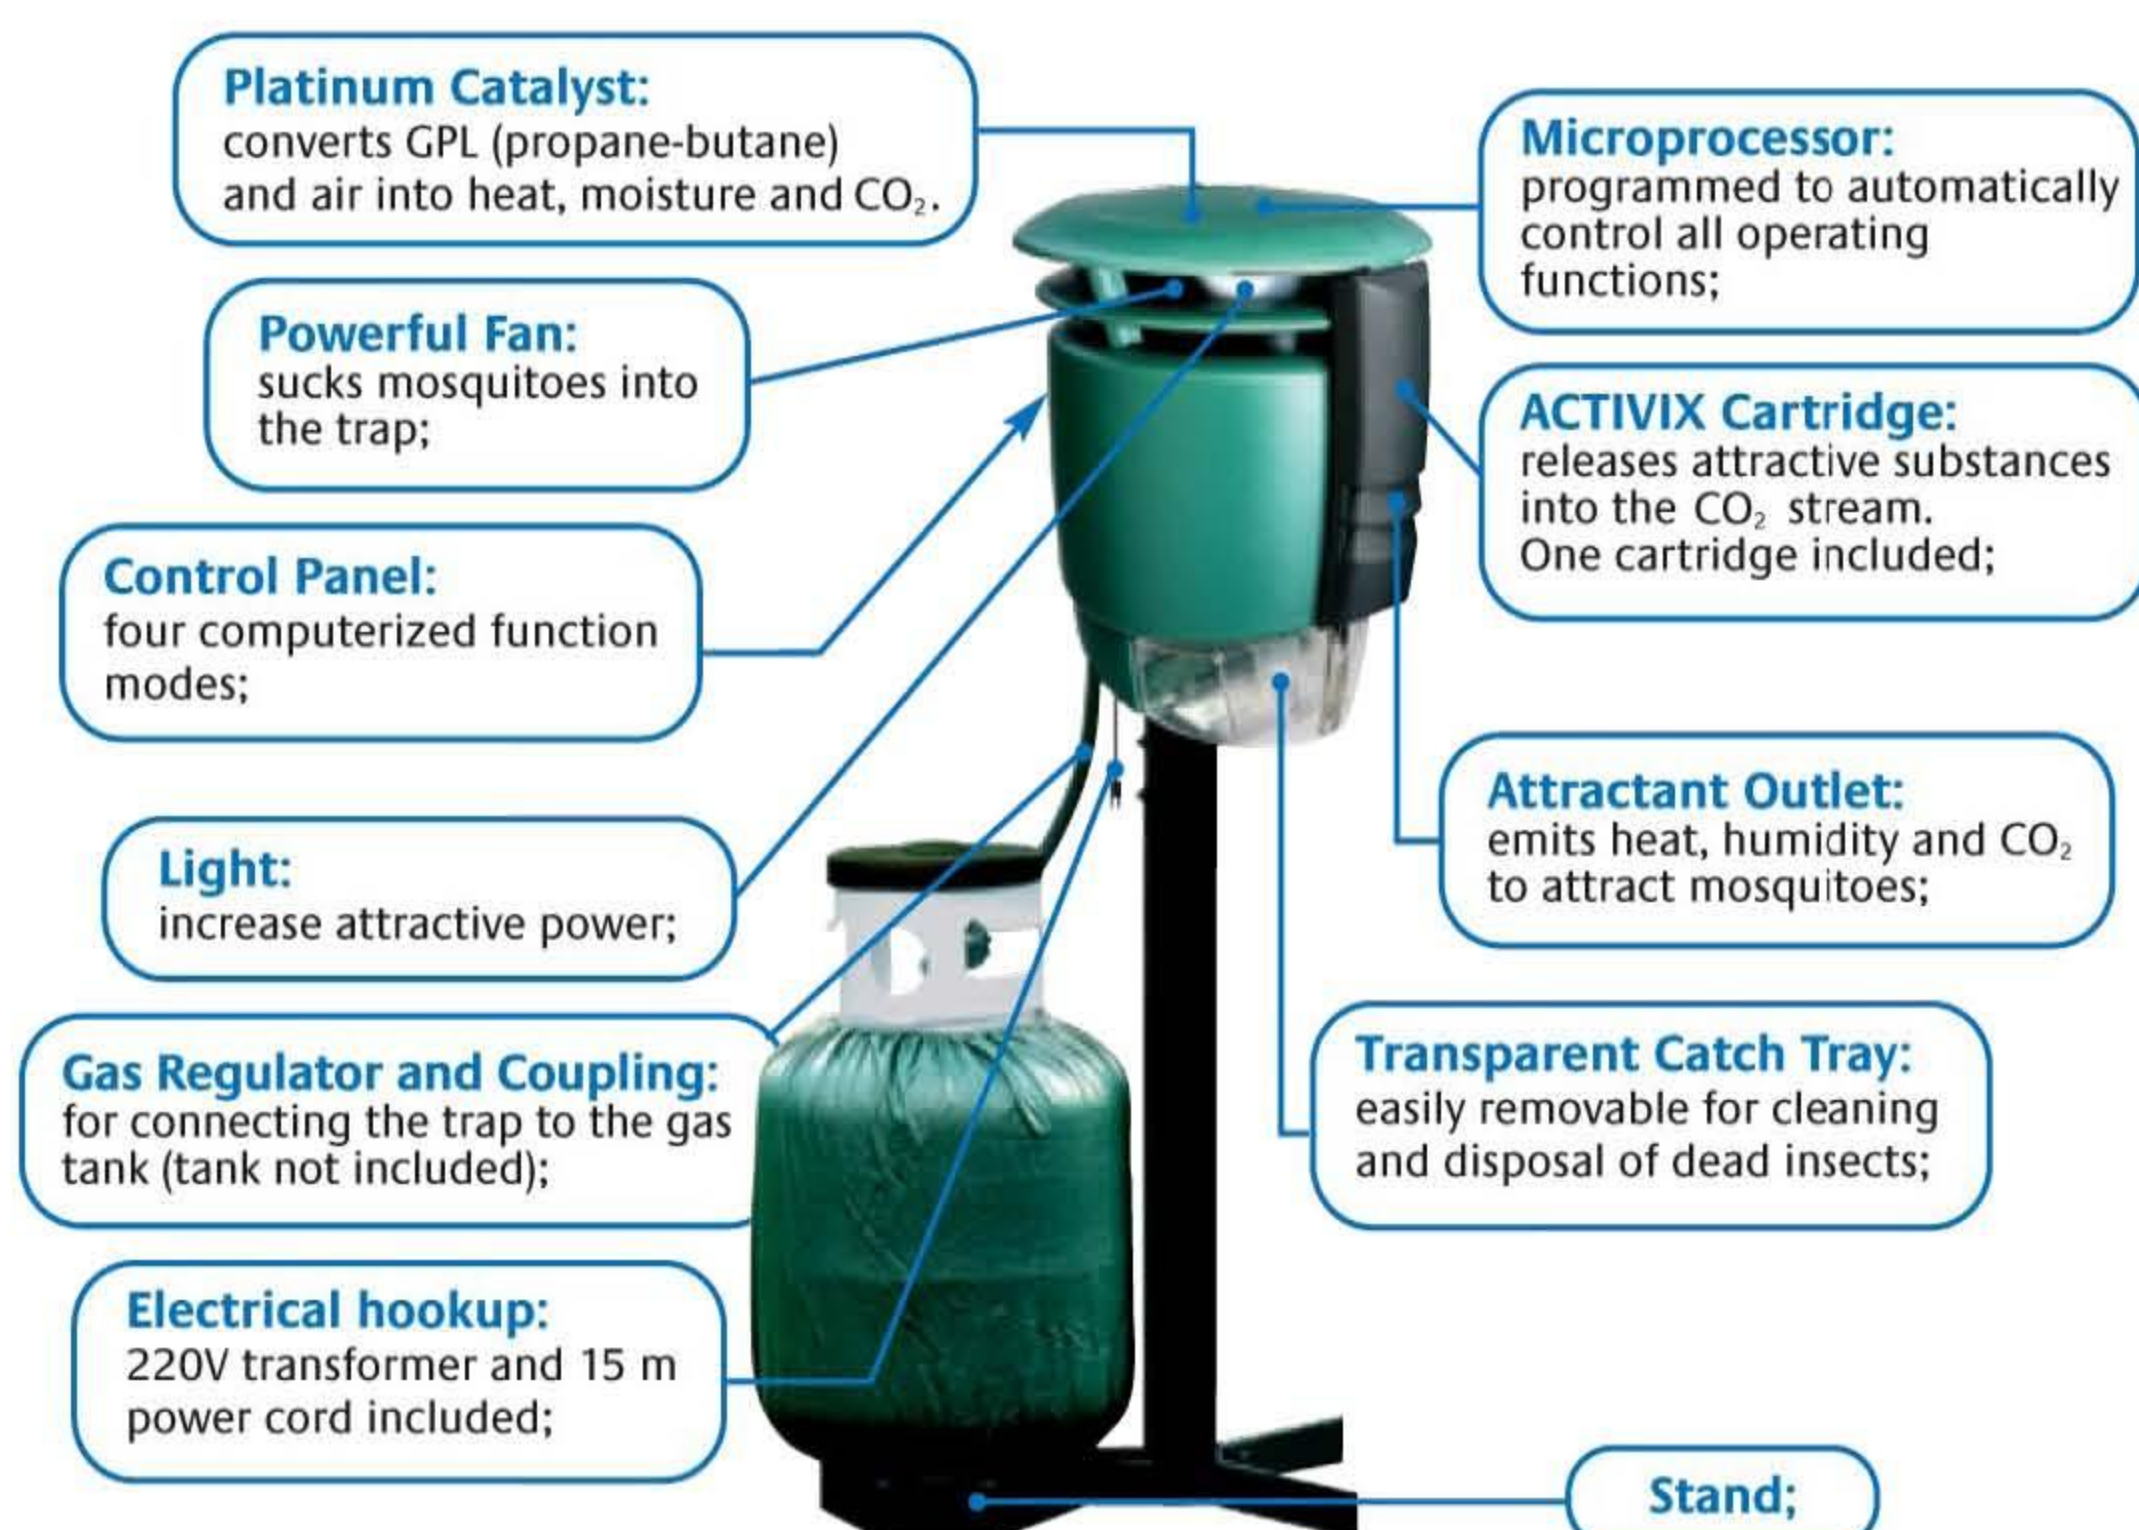 Platinum Catalyst:
converts GPL (propane-butane)
and air into heat, moisture and CO₂.
Powerful Fan:
sucks mosquitoes into
the trap;
Control Panel:
four computerized function
modes;
Light:
increase attractive power;
Gas Regulator and Coupling:
for connecting the trap to the gas
tank (tank not included);
Electrical hookup:
220V transformer and 15 m
power cord included;
Microprocessor:
programmed to automatically
control all operating
functions;
ACTIVIX Cartridge:
releases attractive substances
into the CO₂ stream.
One cartridge included;
Attractant Outlet:
emits heat, humidity and CO₂
to attract mosquitoes;
Transparent Catch Tray:
easily removable for cleaning
and disposal of dead insects;
Stand;